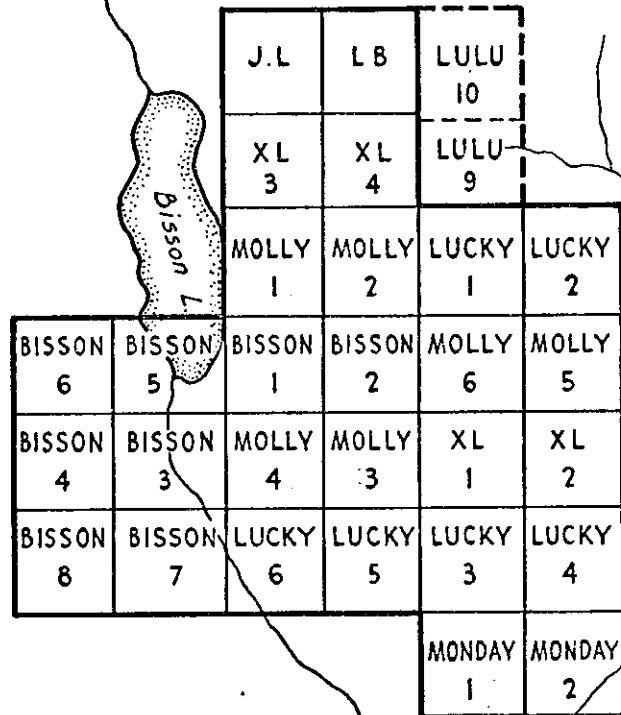 J.L LB LULU
10
XL XL LULU
3 4 9
Bisson L.
MOLLY MOLLY LUCKY LUCKY
1 2 1 2
BISSON BISSON BISSON BISSON MOLLY MOLLY
6 5 1 2 6 5
BISSON BISSON MOLLY MOLLY XL XL
4 3 4 3 1 2
BISSON BISSON LUCKY LUCKY LUCKY LUCKY
8 7 6 5 3 4
MONDAY MONDAY
1 2